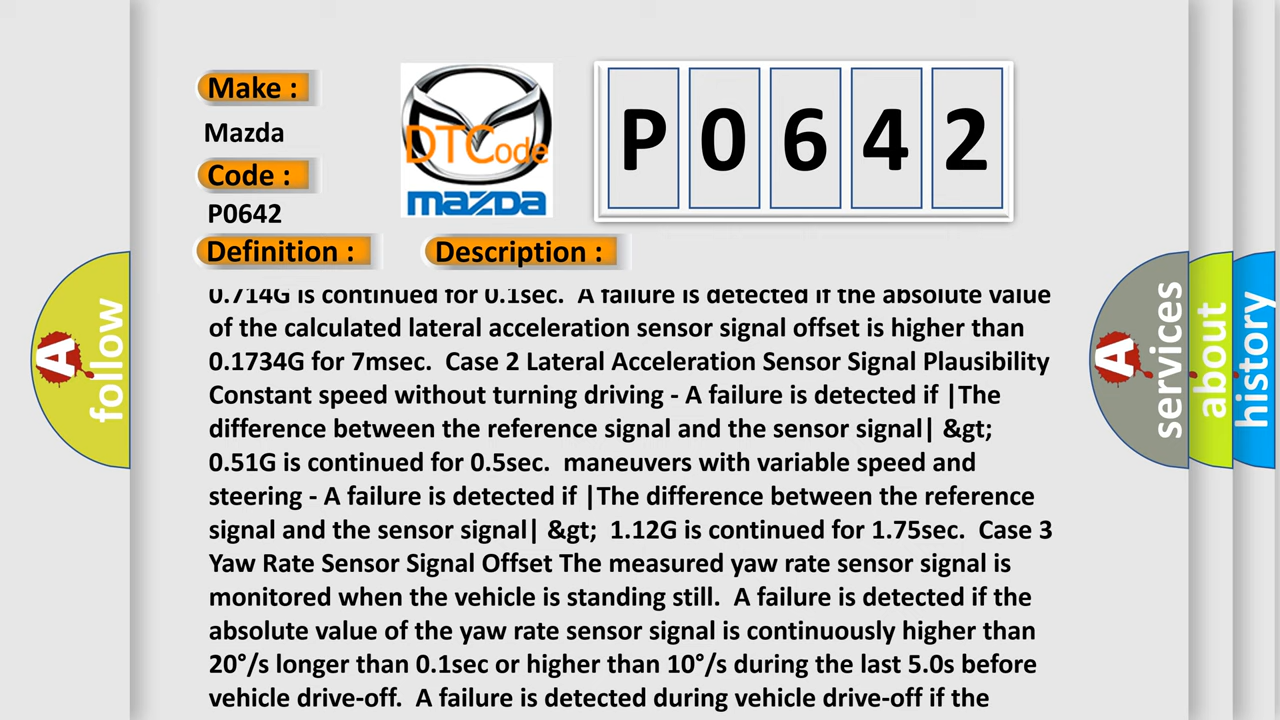 Make :
Mazda
Code :
P0642
DTCode
mazDa
P0642
Definition :
Description :
0.714G is continued for 0.1sec.  A failure is detected if the absolute value
of the calculated lateral acceleration sensor signal offset is higher than
0.1734G for 7msec.  Case 2 Lateral Acceleration Sensor Signal Plausibility
Constant speed without turning driving - A failure is detected if |The
difference between the reference signal and the sensor signal| &gt;
0.51G is continued for 0.5sec.  maneuvers with variable speed and
steering - A failure is detected if |The difference between the reference
signal and the sensor signal| &gt;  1.12G is continued for 1.75sec.  Case 3
Yaw Rate Sensor Signal Offset The measured yaw rate sensor signal is
monitored when the vehicle is standing still.  A failure is detected if the
absolute value of the yaw rate sensor signal is continuously higher than
20°/s longer than 0.1sec or higher than 10°/s during the last 5.0s before
vehicle drive-off.  A failure is detected during vehicle drive-off if the
A
follow
A
services
about
history